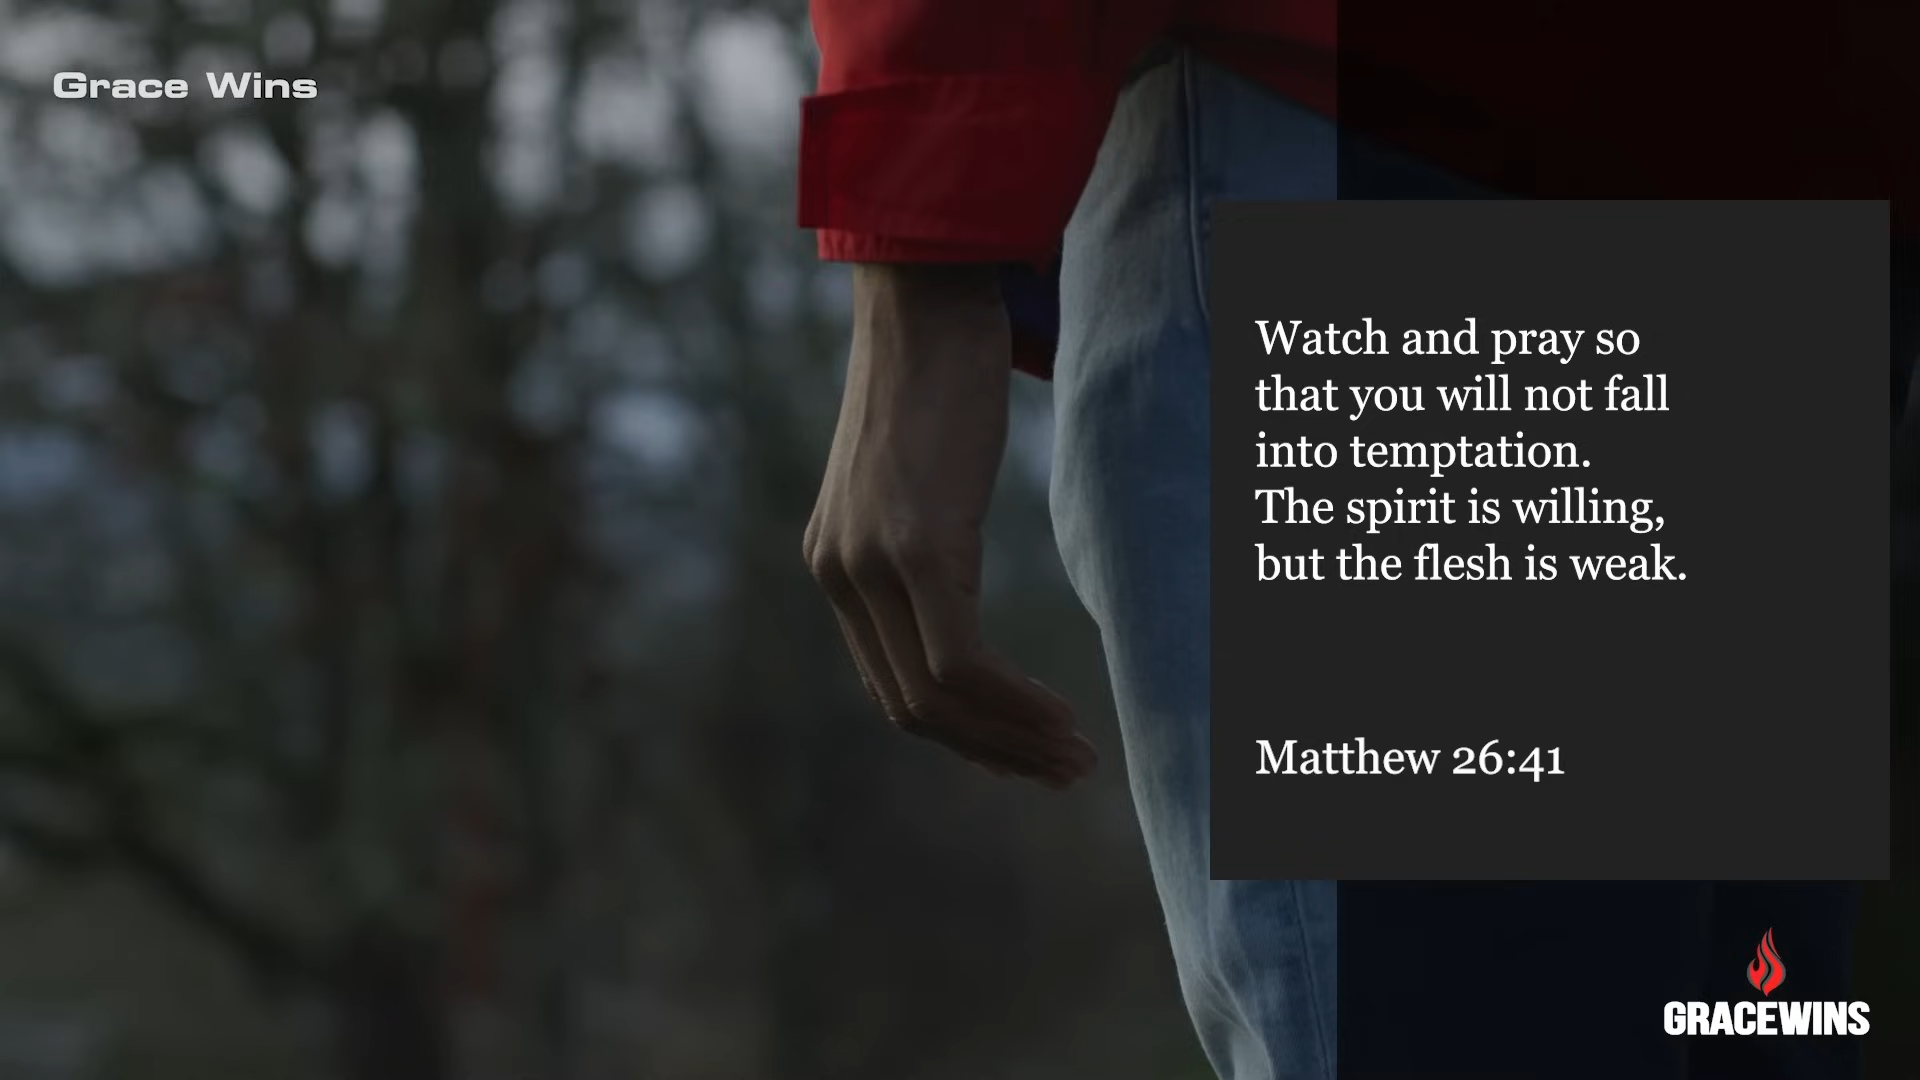 Grace Wins
Watch and pray so
that you will not fall
into temptation.
The spirit is willing,
but the flesh is weak.
Matthew 26:41
GRACEWINS